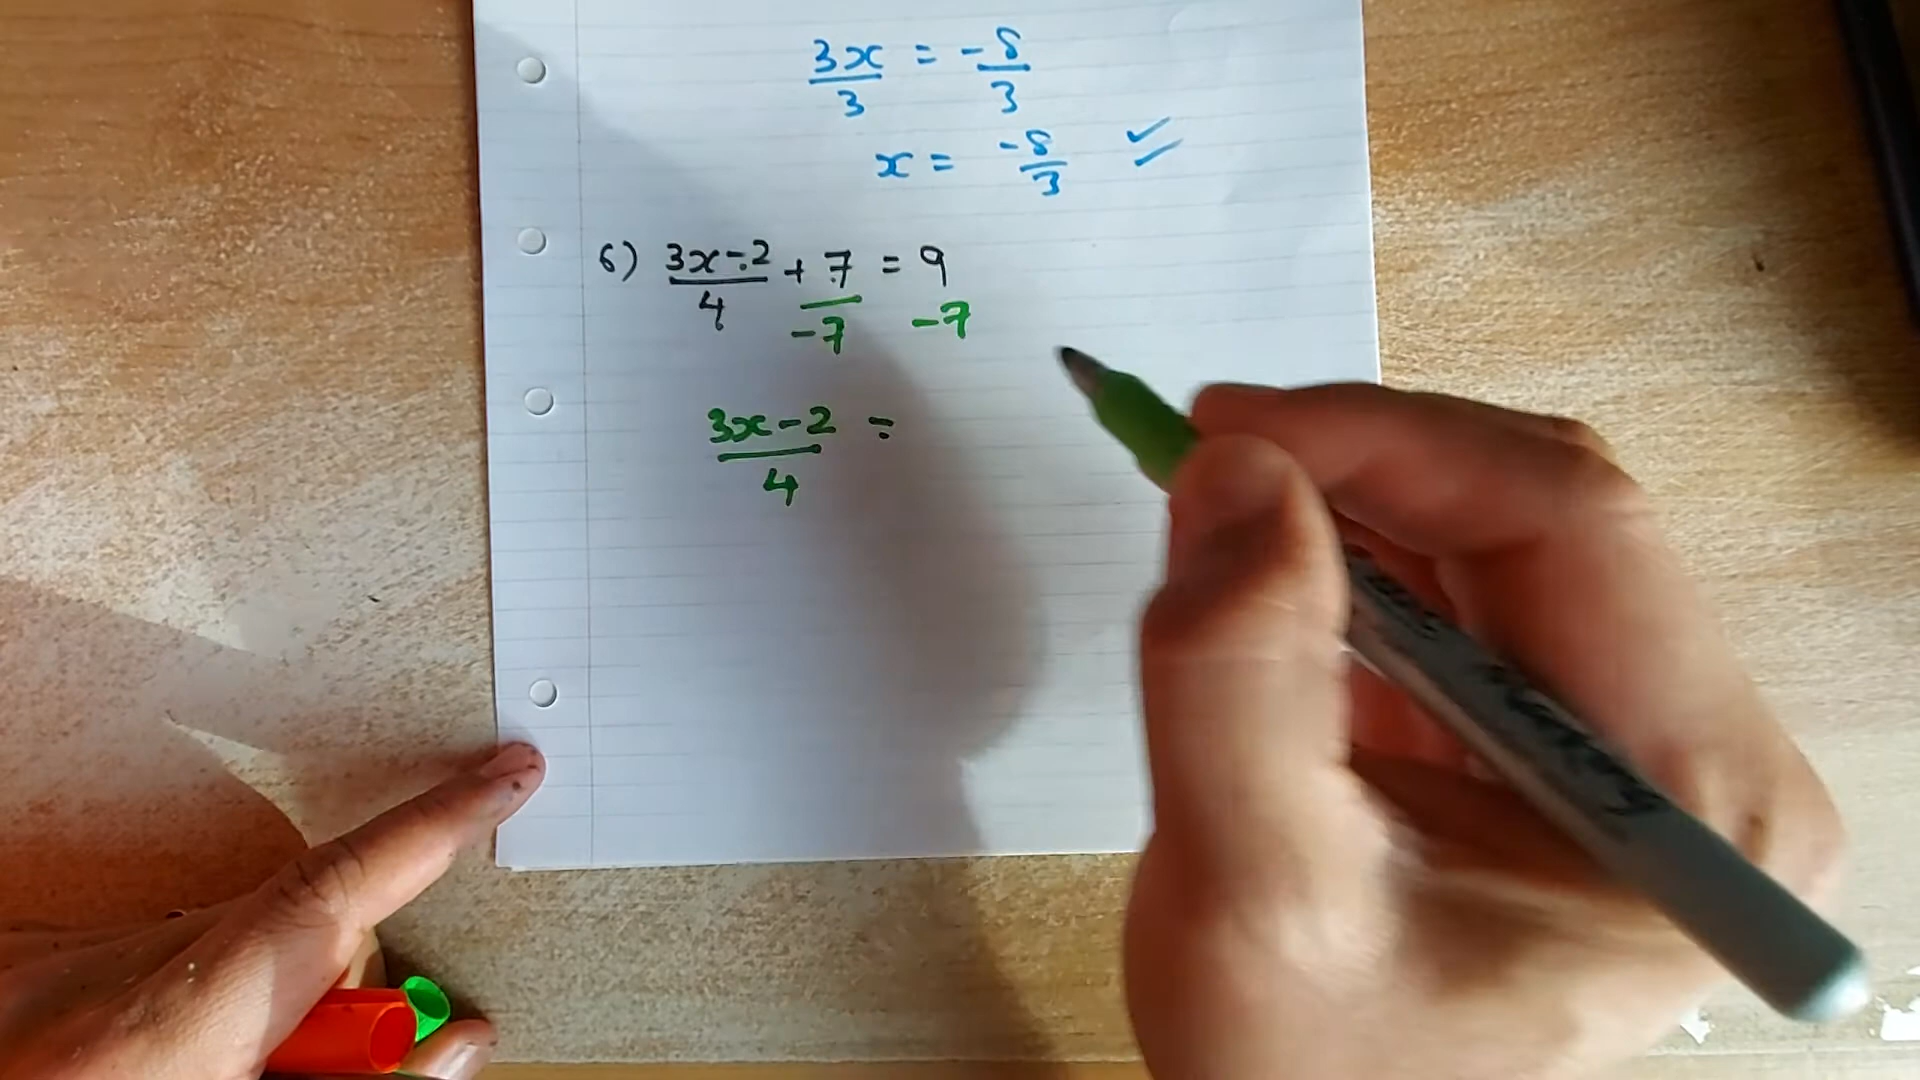 3x/3 = -8/3
x = -8/3 ✓
6) 3x-2/4 + 7 = 9
-7 -7
3x-2/4 =